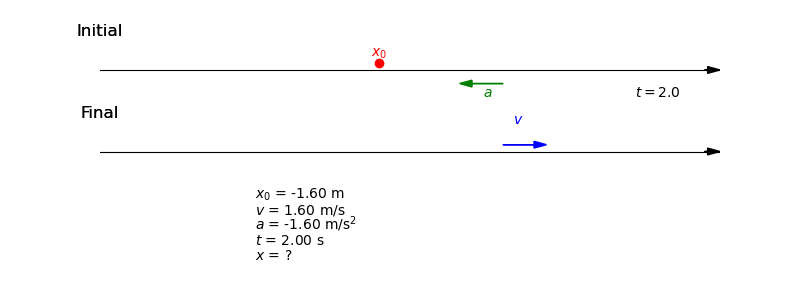 Initial
x₀
a
t = 2.0
Final
v
x₀ = -1.60 m
v = 1.60 m/s
a = -1.60 m/s²
t = 2.00 s
x = ?